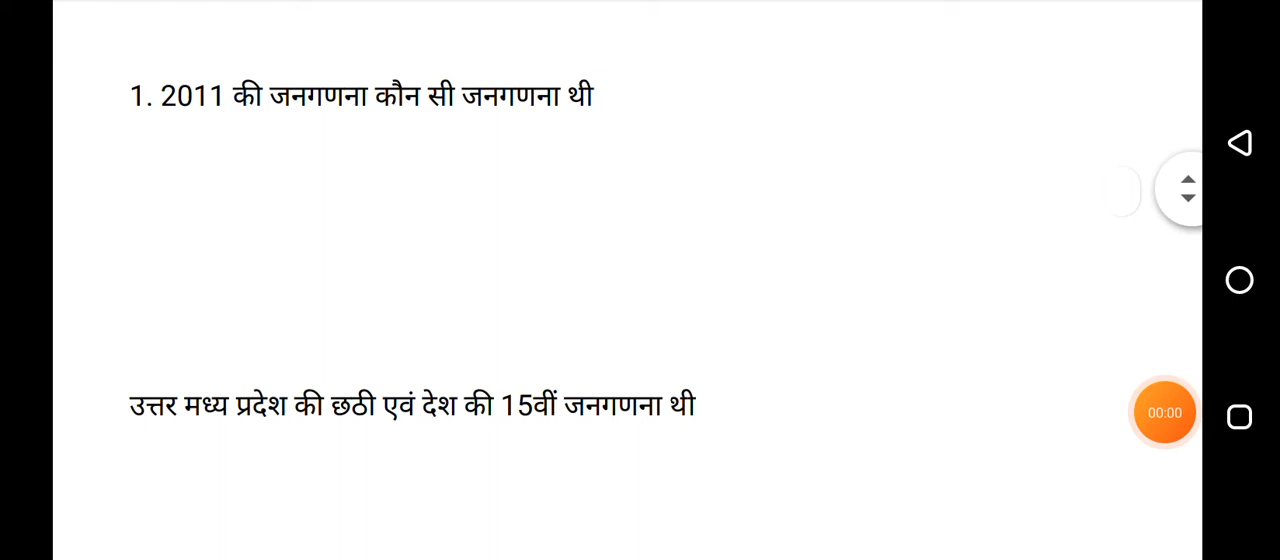 1. 2011 की जनगणना कौन सी जनगणना थी
उत्तर मध्य प्रदेश की छठी एवं देश की 15वीं जनगणना थी
00:00